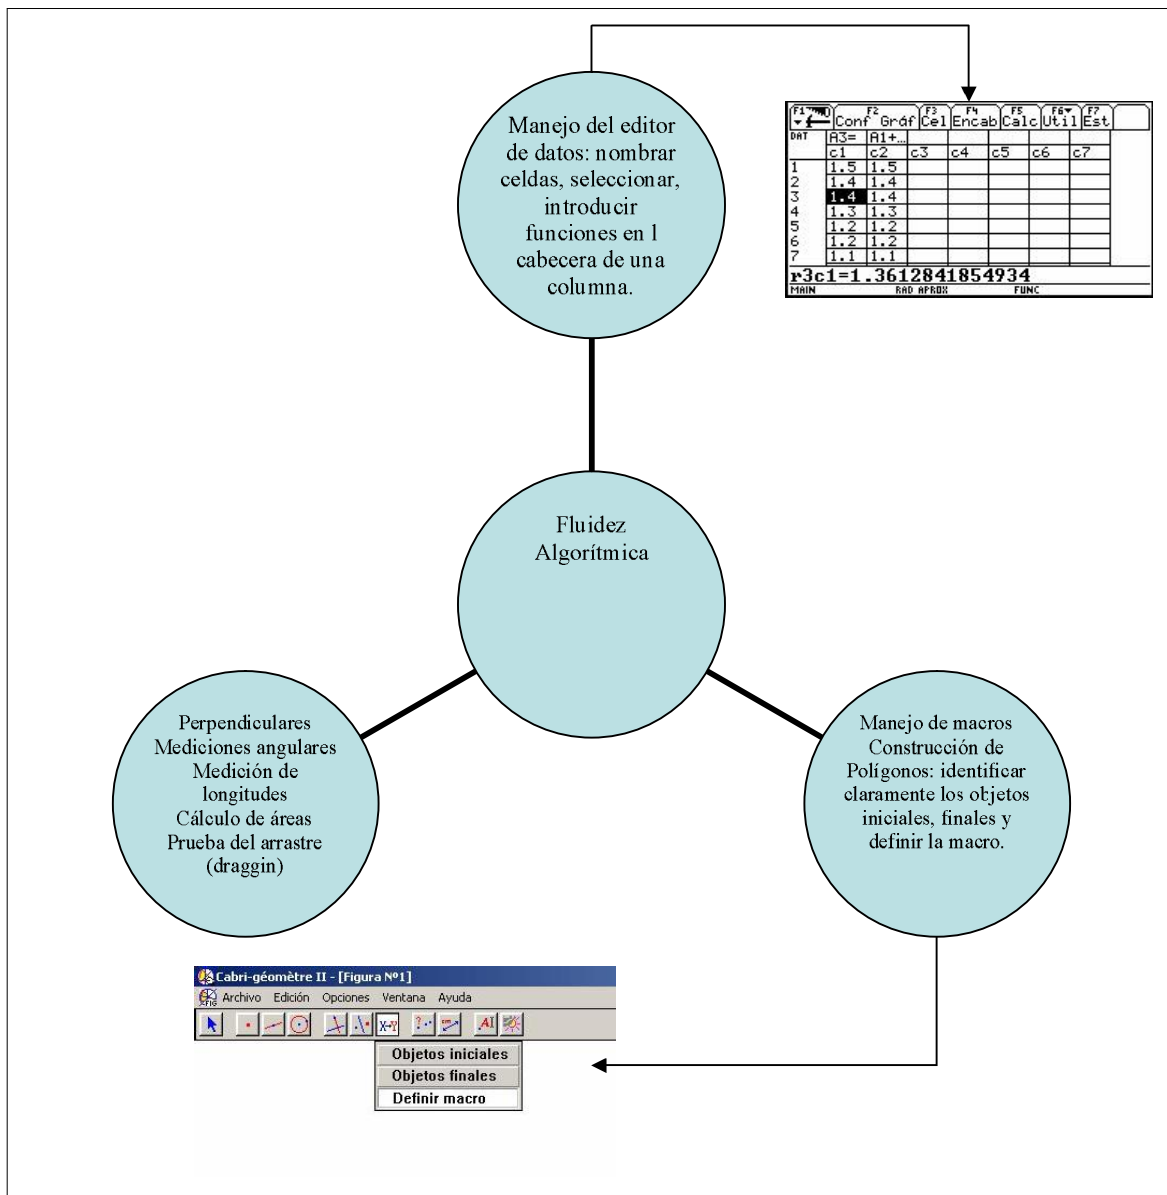 Manejo del editor
de datos: nombrar
celdas, seleccionar,
introducir
funciones en l
cabecera de una
columna.
F1 F2 F3 F4 F5 F6 F7
Conf Gráf Cel Encab Calc Util Est
DAT A3= A1+...
c1 c2 c3 c4 c5 c6 c7
1 1.5 1.5
2 1.4 1.4
3 1.4 1.4
4 1.3 1.3
5 1.2 1.2
6 1.2 1.2
7 1.1 1.1
r3c1=1.3612841854934
MAIN RAD APROX FUNC
Fluidez
Algorítmica
Perpendiculares
Mediciones angulares
Medición de
longitudes
Cálculo de áreas
Prueba del arrastre
(draggin)
Manejo de macros
Construcción de
Polígonos: identificar
claramente los objetos
iniciales, finales y
definir la macro.
Cabri-géomètre II - [Figura Nº1]
Archivo Edición Opciones Ventana Ayuda
Objetos iniciales
Objetos finales
Definir macro